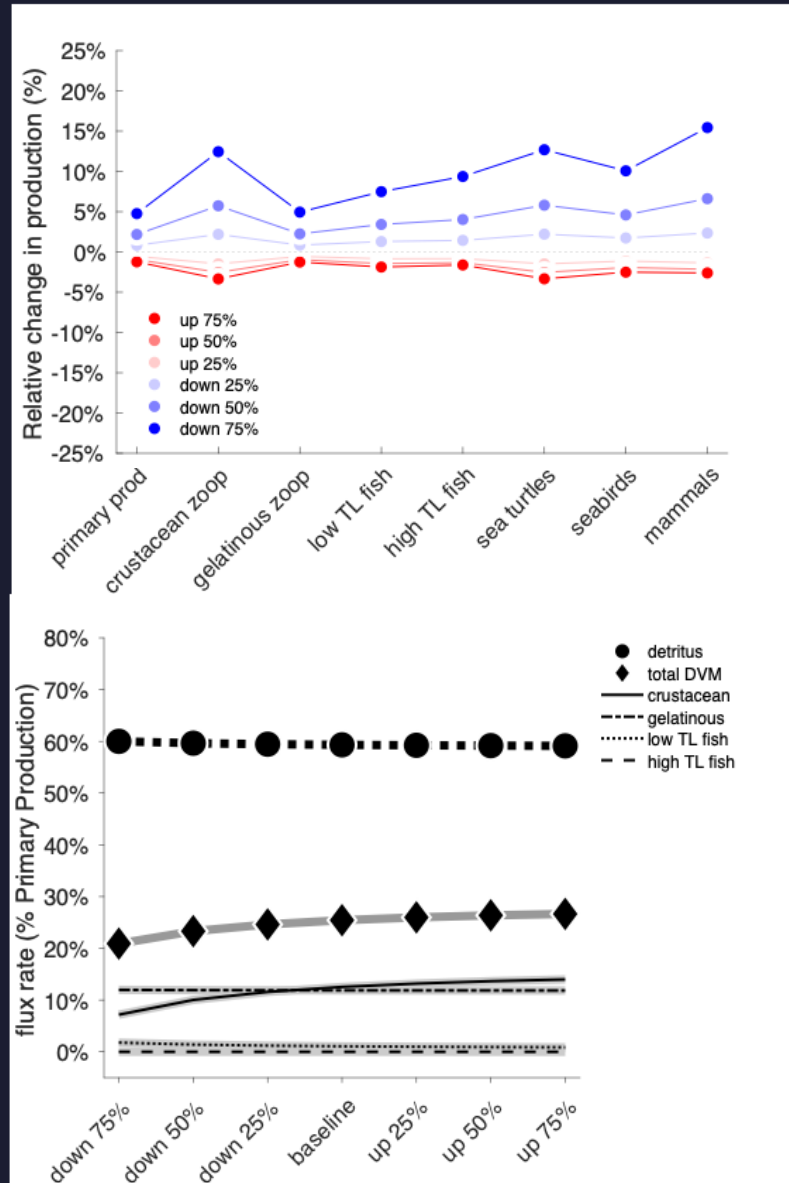 Relative change in production (%)
25%
20%
15%
10%
5%
0%
-5%
-10%
-15%
-20%
-25%
up 75%
up 50%
up 25%
down 25%
down 50%
down 75%
primary prod
crustacean zoop
gelatinous zoop
low TL fish
high TL fish
sea turtles
seabirds
mammals
flux rate (% Primary Production)
80%
70%
60%
50%
40%
30%
20%
10%
0%
detritus
total DVM
crustacean
gelatinous
low TL fish
high TL fish
down 75%
down 50%
down 25%
baseline
up 25%
up 50%
up 75%